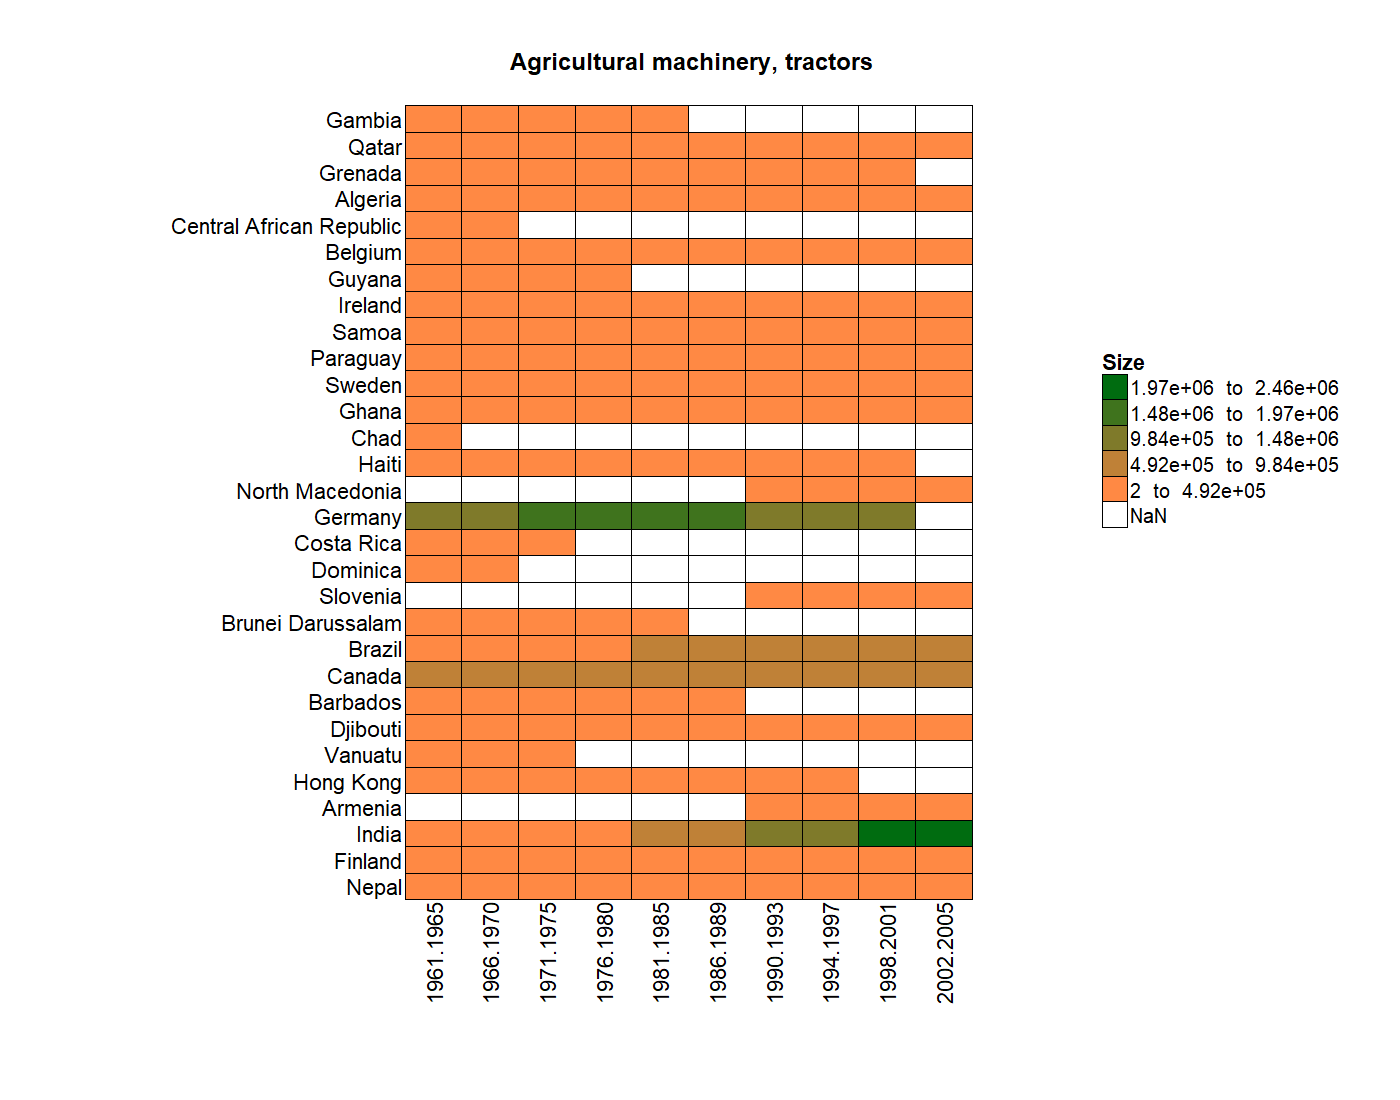 Agricultural machinery, tractors
Gambia
Qatar
Grenada
Algeria
Central African Republic
Belgium
Guyana
Ireland
Samoa
Paraguay
Sweden
Ghana
Chad
Haiti
North Macedonia
Germany
Costa Rica
Dominica
Slovenia
Brunei Darussalam
Brazil
Canada
Barbados
Djibouti
Vanuatu
Hong Kong
Armenia
India
Finland
Nepal
1961.1965
1966.1970
1971.1975
1976.1980
1981.1985
1986.1989
1990.1993
1994.1997
1998.2001
2002.2005
Size
1.97e+06 to 2.46e+06
1.48e+06 to 1.97e+06
9.84e+05 to 1.48e+06
4.92e+05 to 9.84e+05
2 to 4.92e+05
NaN